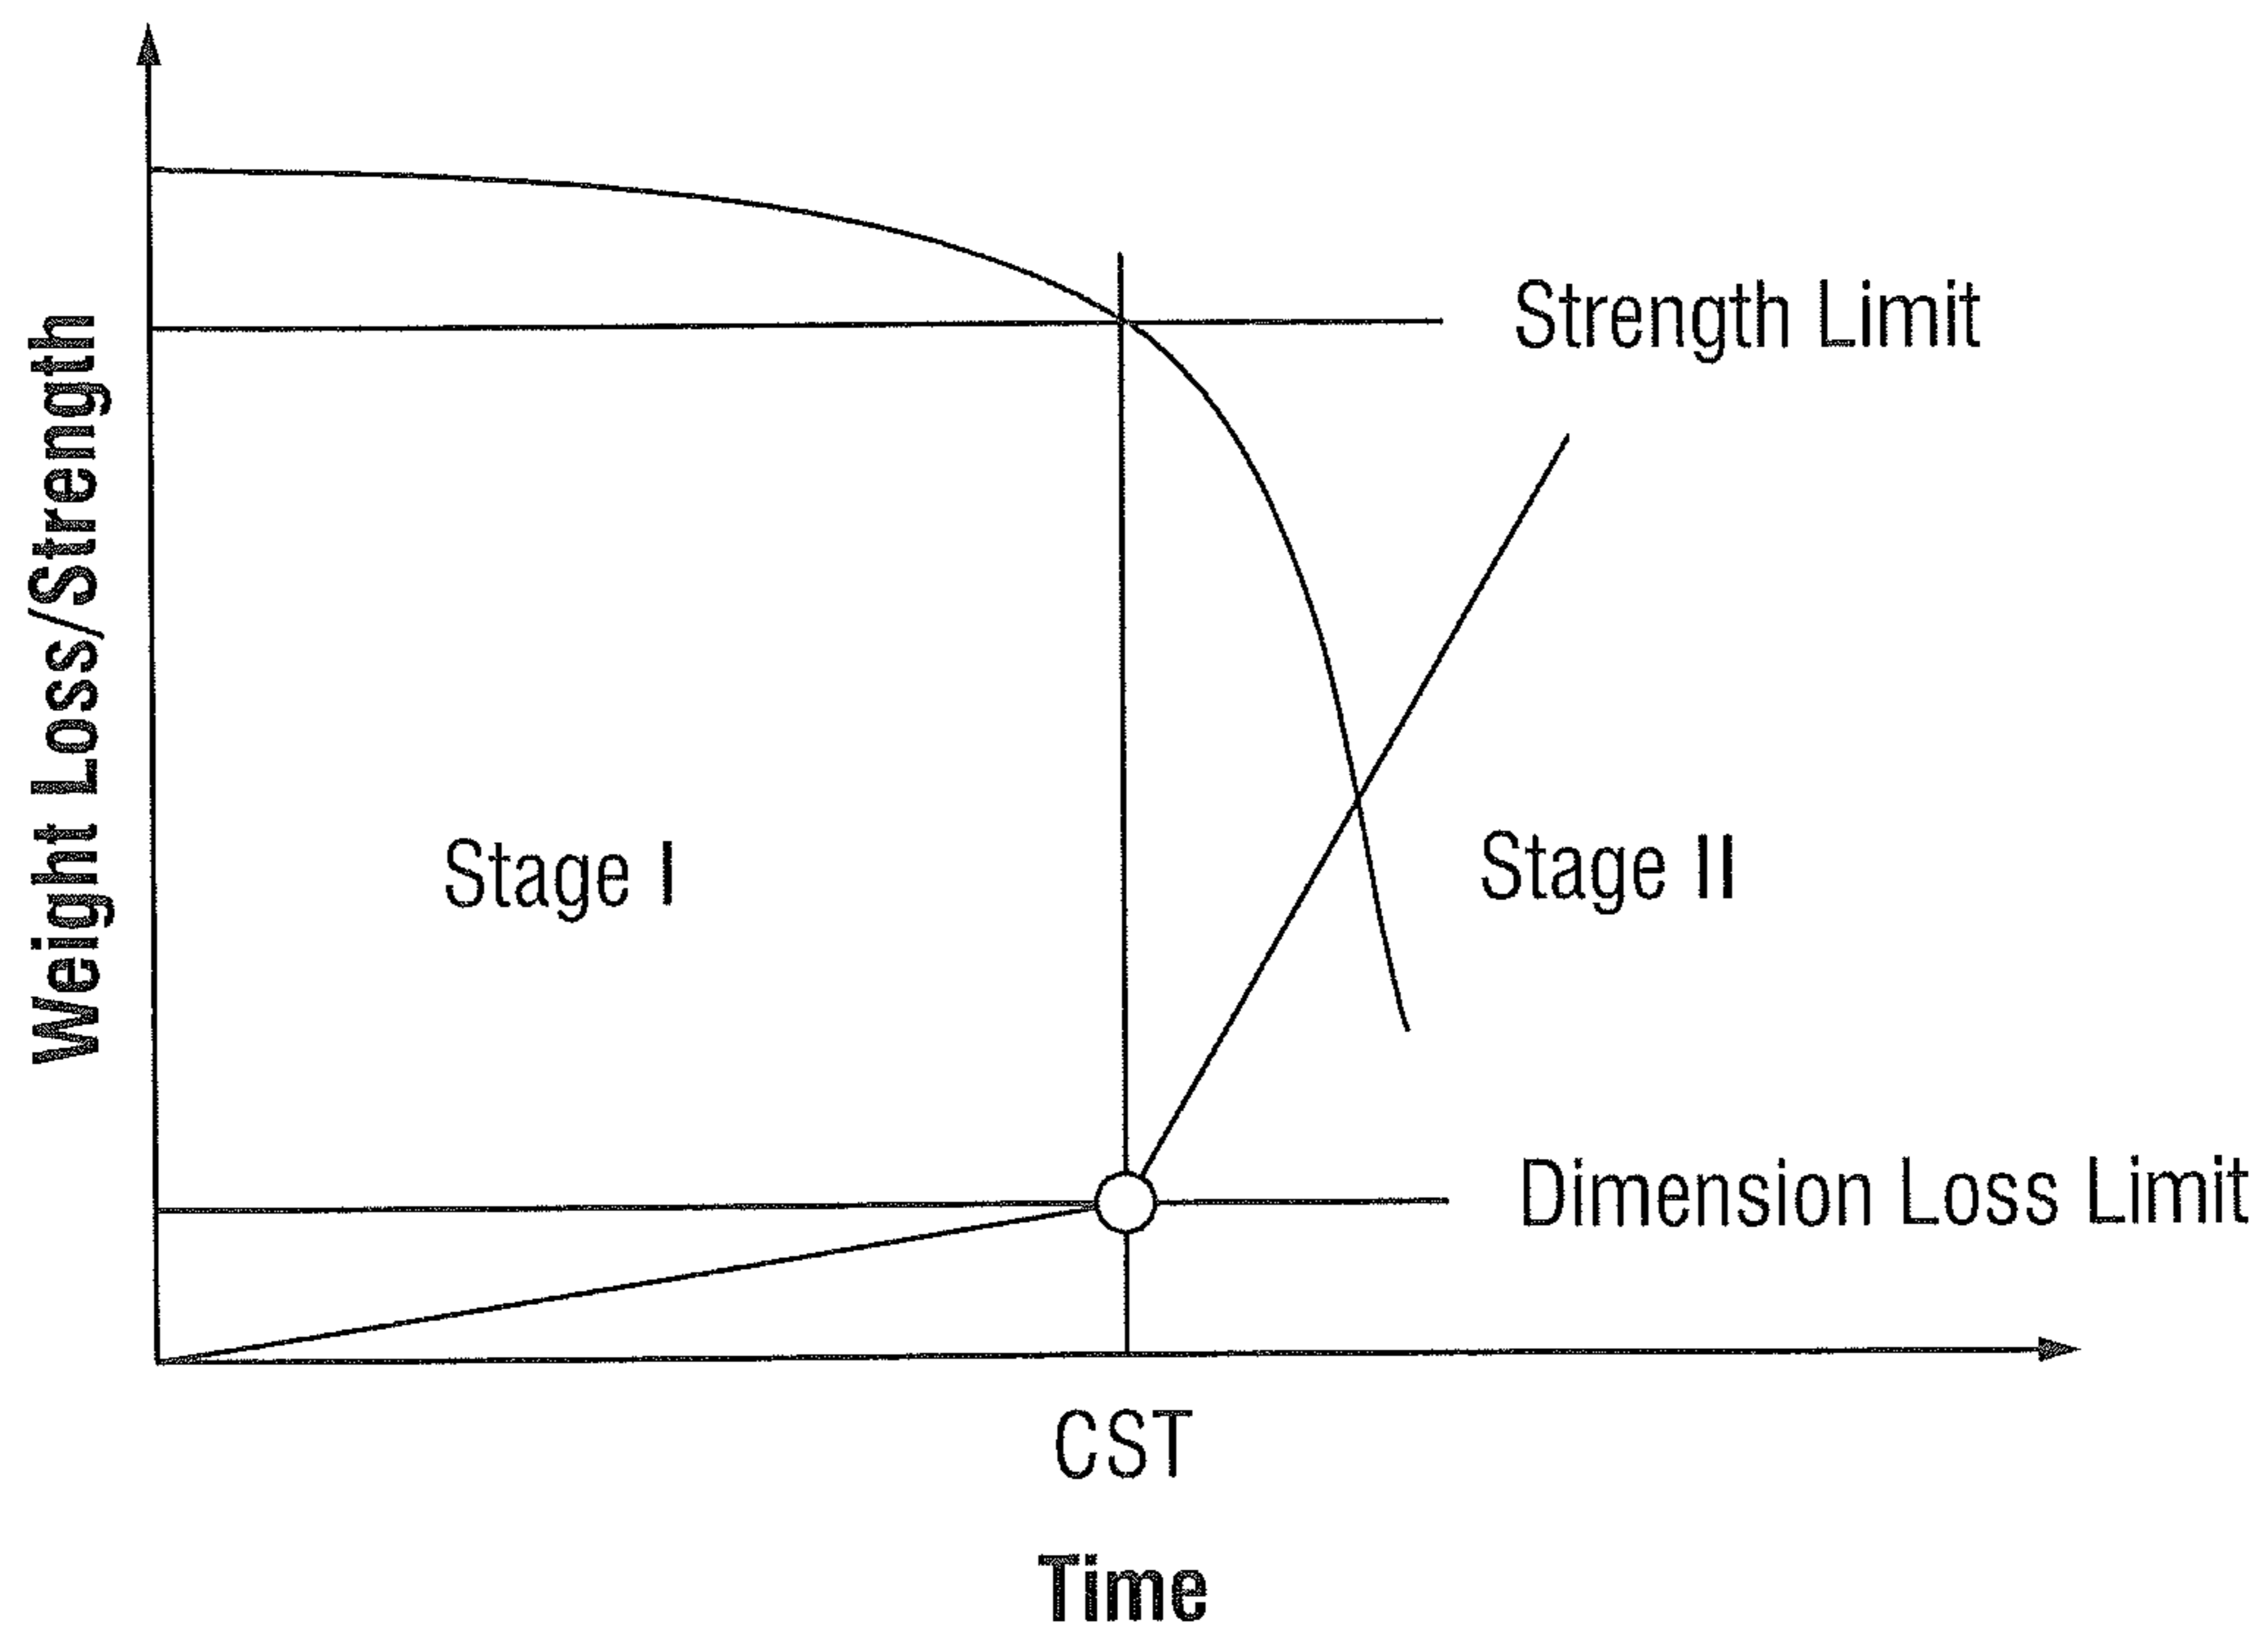 Weight Loss/Strength
Strength Limit
Stage I
Stage II
Dimension Loss Limit
CST
Time